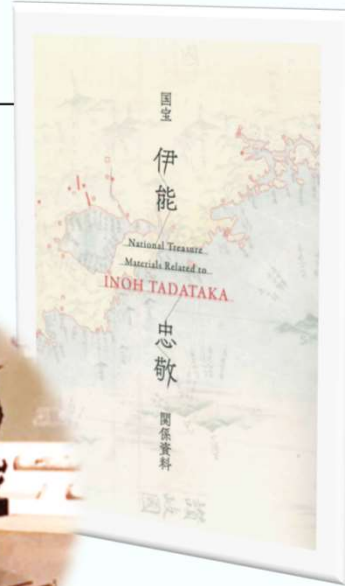 国宝
伊能
National Treasure
Materials Related to
INOH TADATAKA
忠敬
関係資料